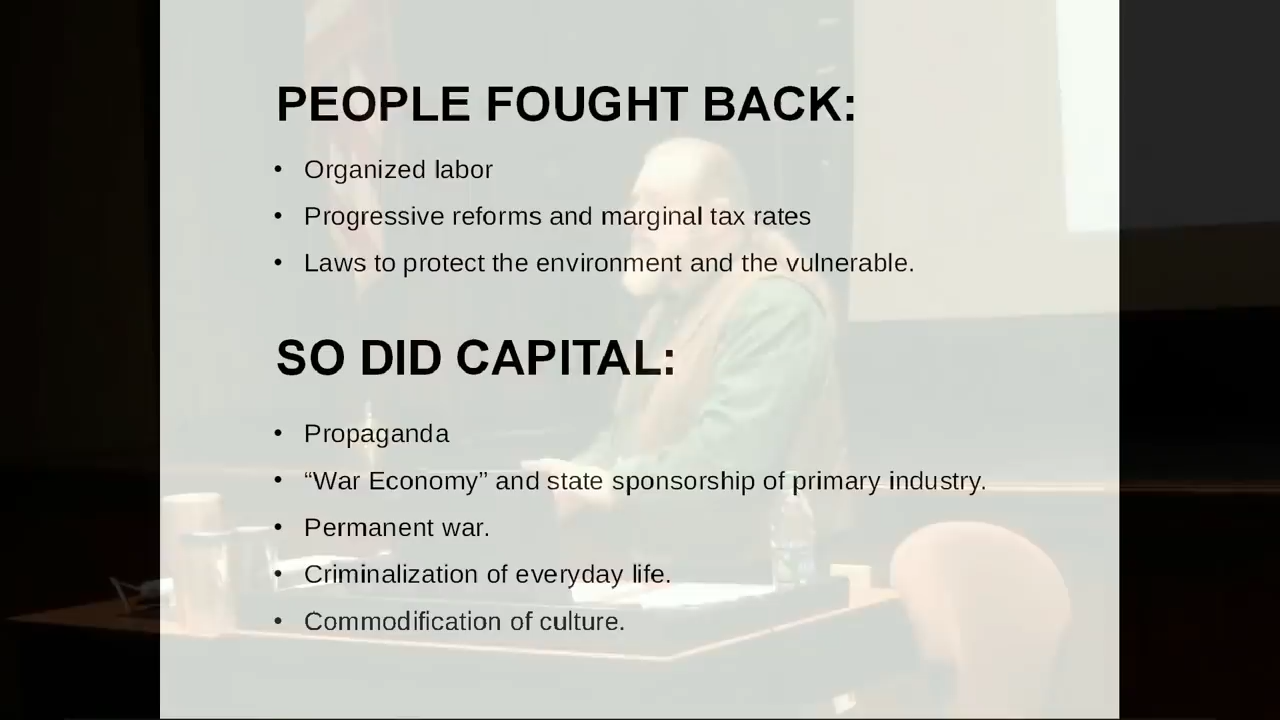 PEOPLE FOUGHT BACK:
• Organized labor
• Progressive reforms and marginal tax rates
• Laws to protect the environment and the vulnerable.
SO DID CAPITAL:
• Propaganda
• “War Economy” and state sponsorship of primary industry.
• Permanent war.
• Criminalization of everyday life.
• Commodification of culture.